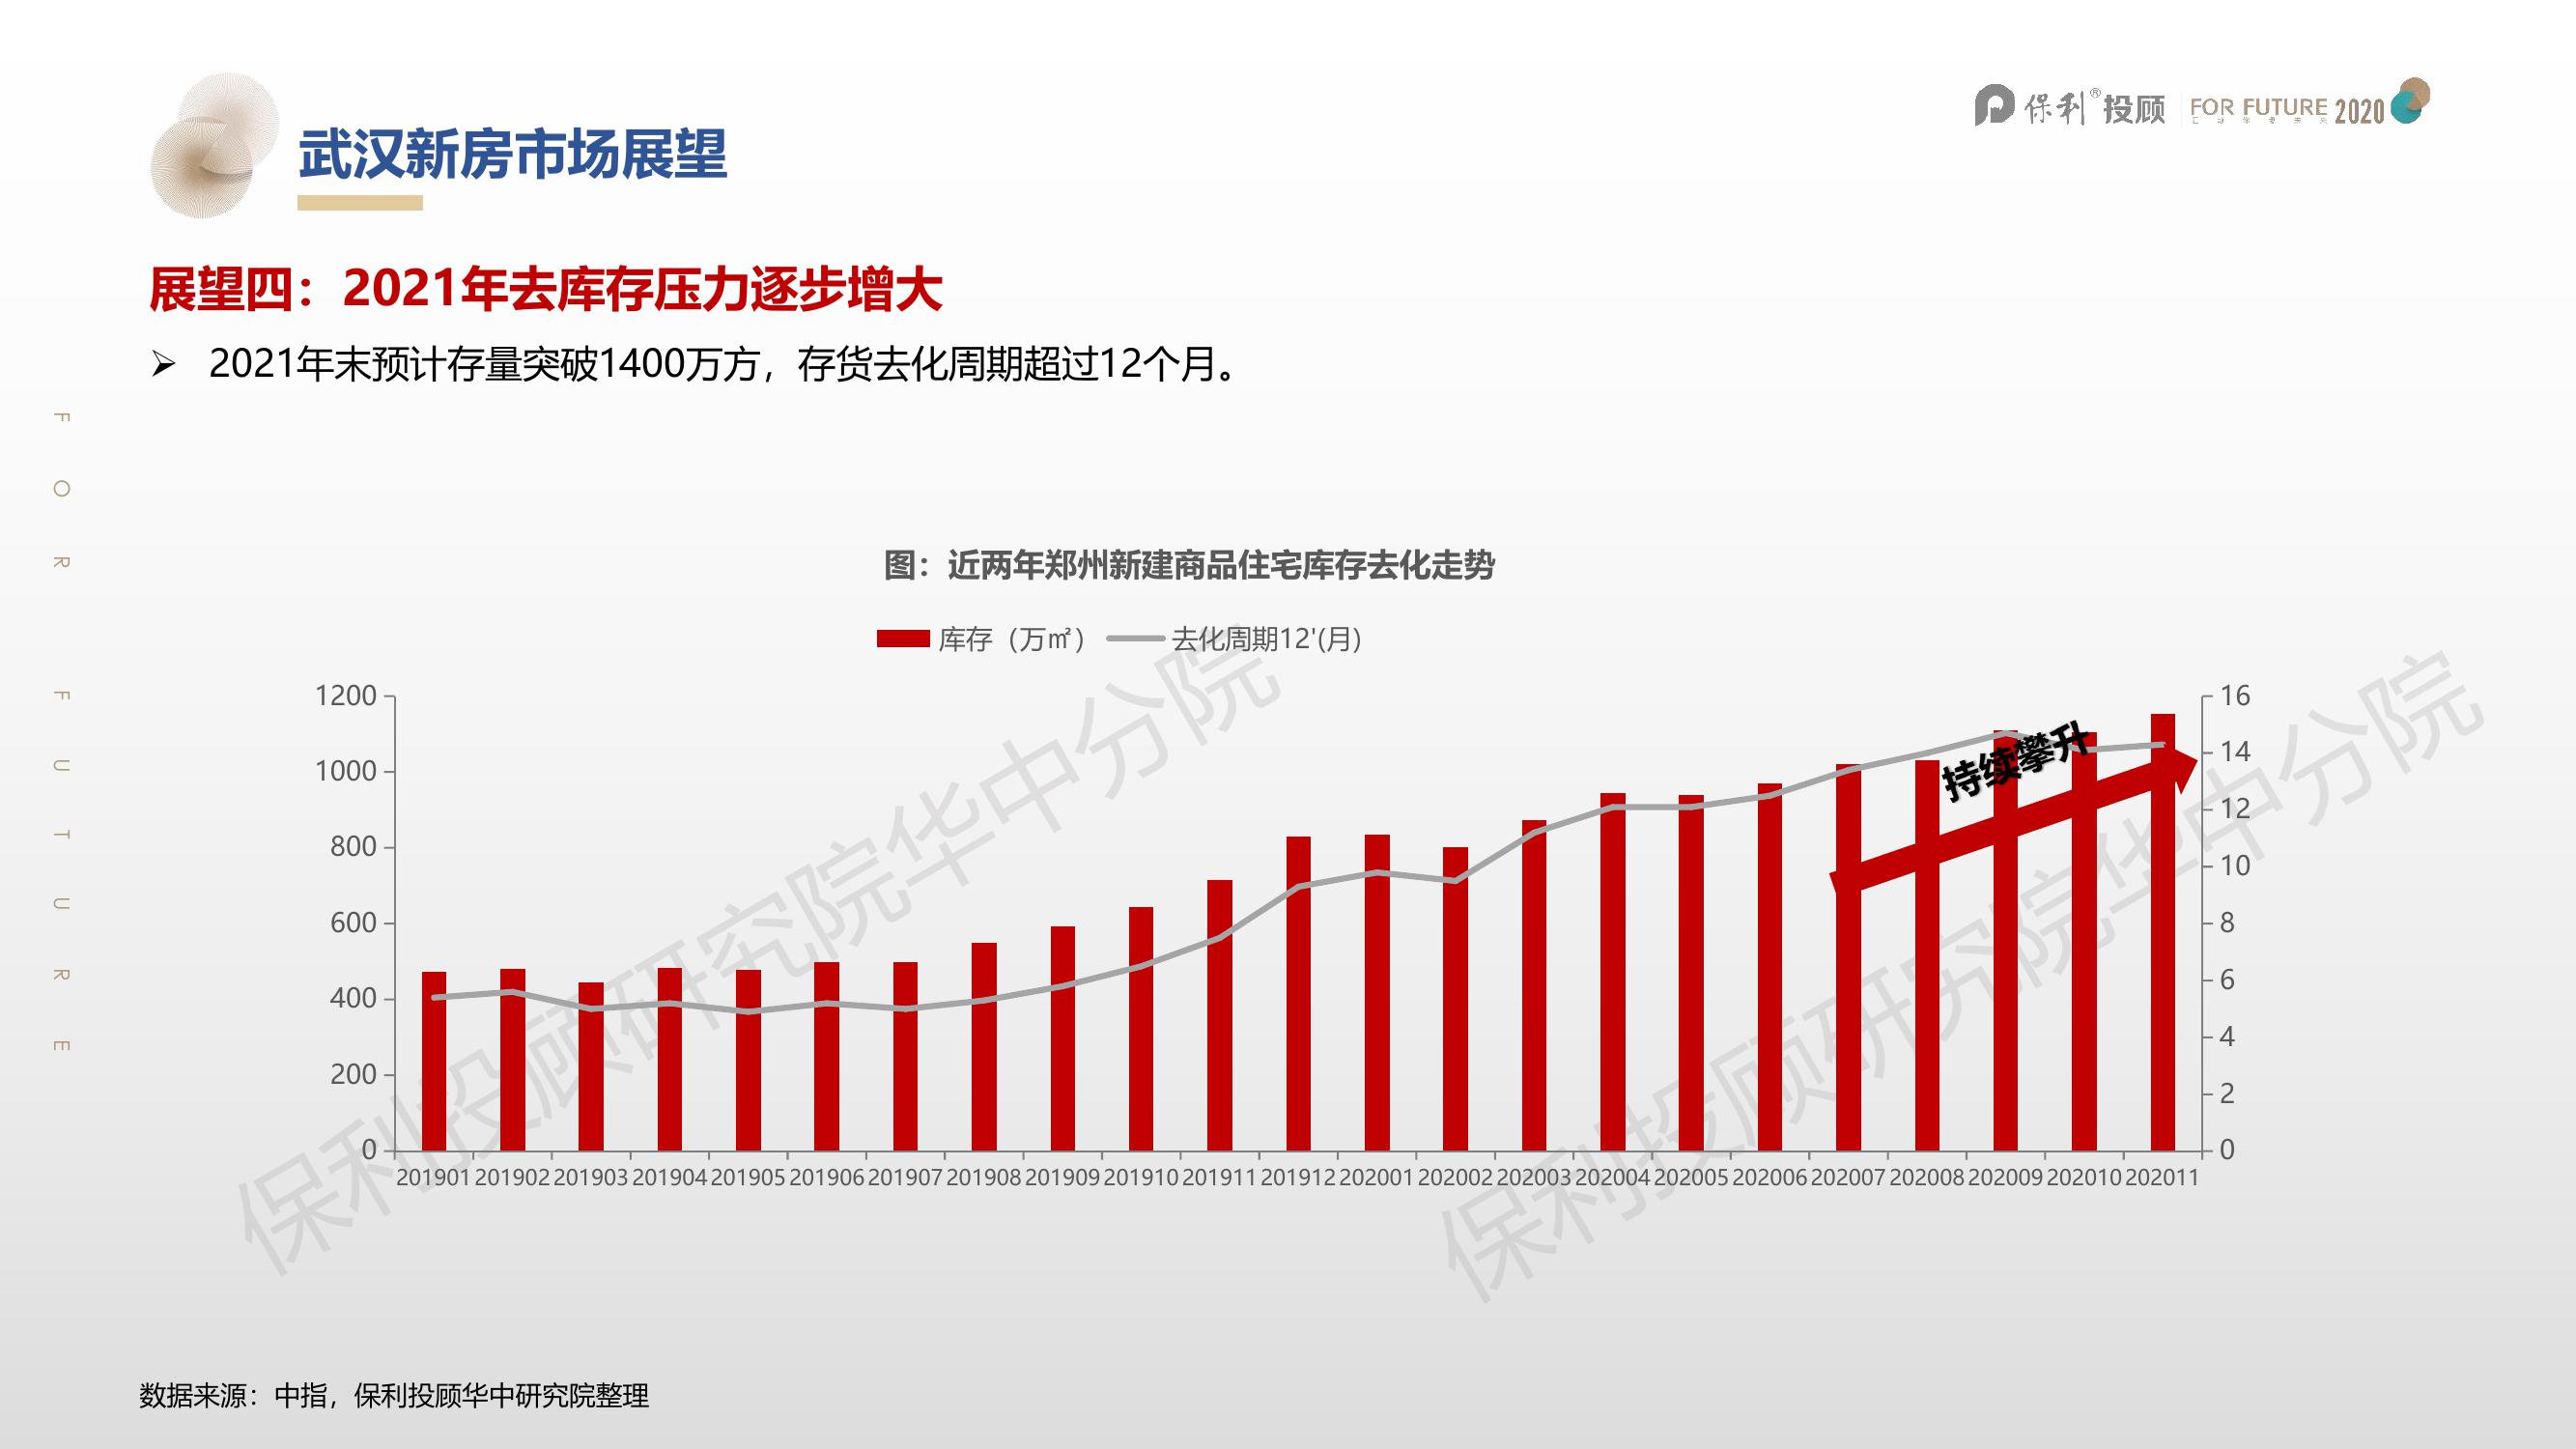 武汉新房市场展望
保利®投顾 FOR FUTURE 2020
展望四：2021年去库存压力逐步增大
➢ 2021年末预计存量突破1400万方，存货去化周期超过12个月。
FOR FUTURE
图：近两年郑州新建商品住宅库存去化走势
库存（万㎡） 去化周期12'(月)
1200 16
1000 14
800 12
600 10
400 8
200 6
0 4
2
0
持续攀升
201901 201902 201903 201904 201905 201906 201907 201908 201909 201910 201911 201912 202001 202002 202003 202004 202005 202006 202007 202008 202009 202010 202011
保利投顾研究院华中分院
保利投顾研究院华中分院
数据来源：中指，保利投顾华中研究院整理